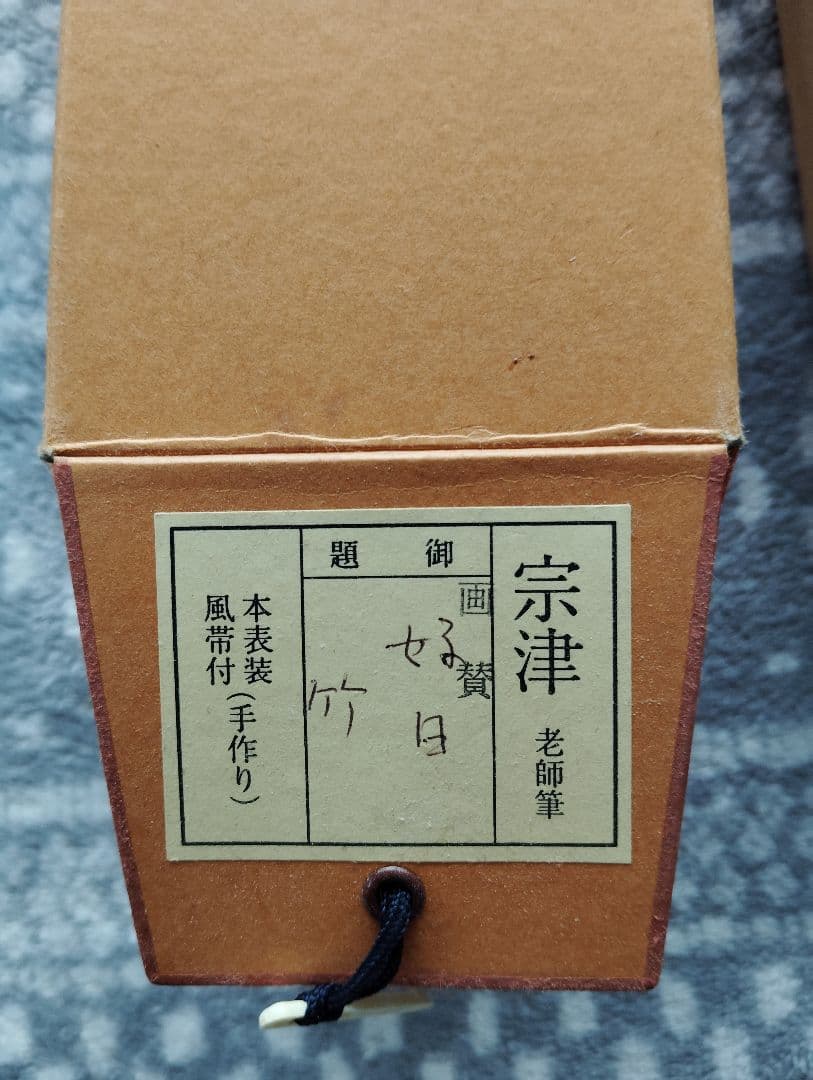 宗津 老師筆
御題
画賛
好日
竹
本表装
風帯付(手作り)